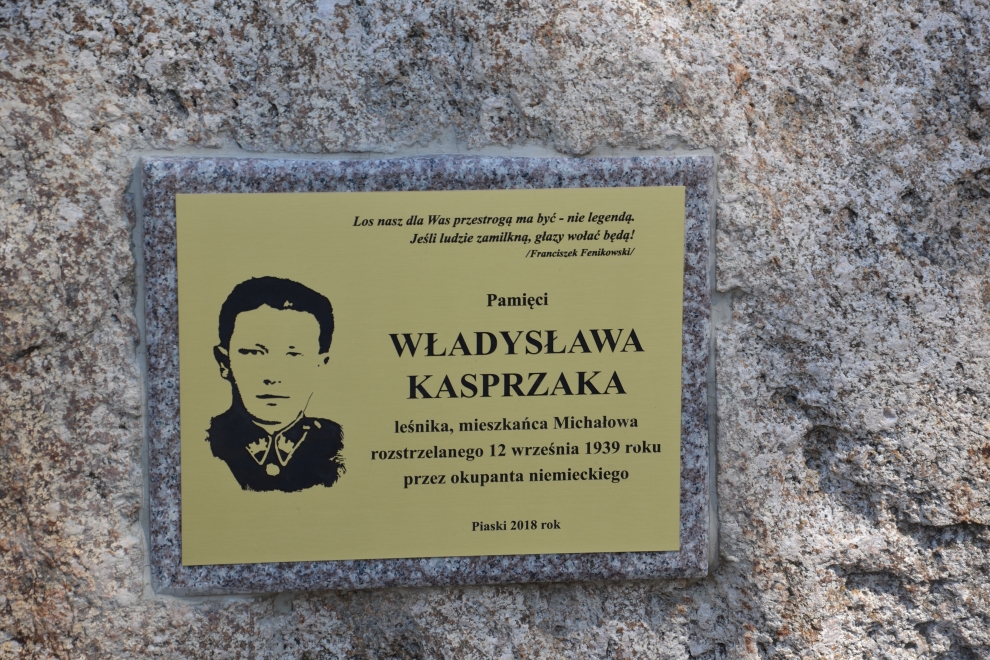 Los nasz dla Was przestrogą ma być - nie legendą.
Jeśli ludzie zamilkną, głazy wołać będą!
/Franciszek Fenikowski/
Pamięci
WŁADYSŁAWA
KASPRZAKA
leśnika, mieszkańca Michałowa
rozstrzelanego 12 września 1939 roku
przez okupanta niemieckiego
Piaski 2018 rok